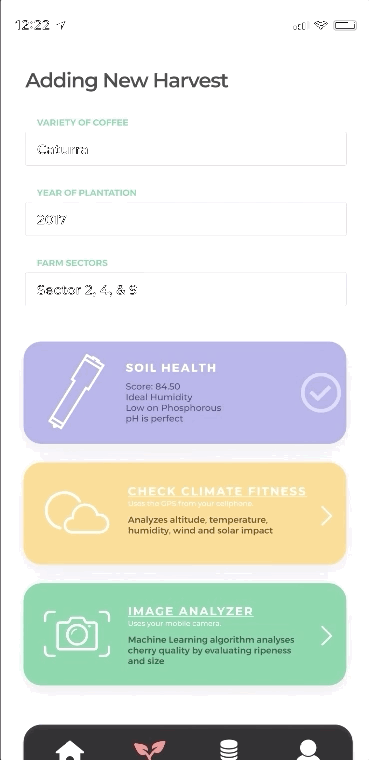 12:22
Adding New Harvest
VARIETY OF COFFEE
Caturra
YEAR OF PLANTATION
2017
FARM SECTORS
Sector 2, 4, & 9
SOIL HEALTH
Score: 84.50
Ideal Humidity
Low on Phosphorous
pH is perfect
CHECK CLIMATE FITNESS
Uses the GPS from your cellphone.
Analyzes altitude, temperature,
humidity, wind and solar impact
IMAGE ANALYZER
Uses your mobile camera.
Machine Learning algorithm analyses
cherry quality by evaluating ripeness
and size